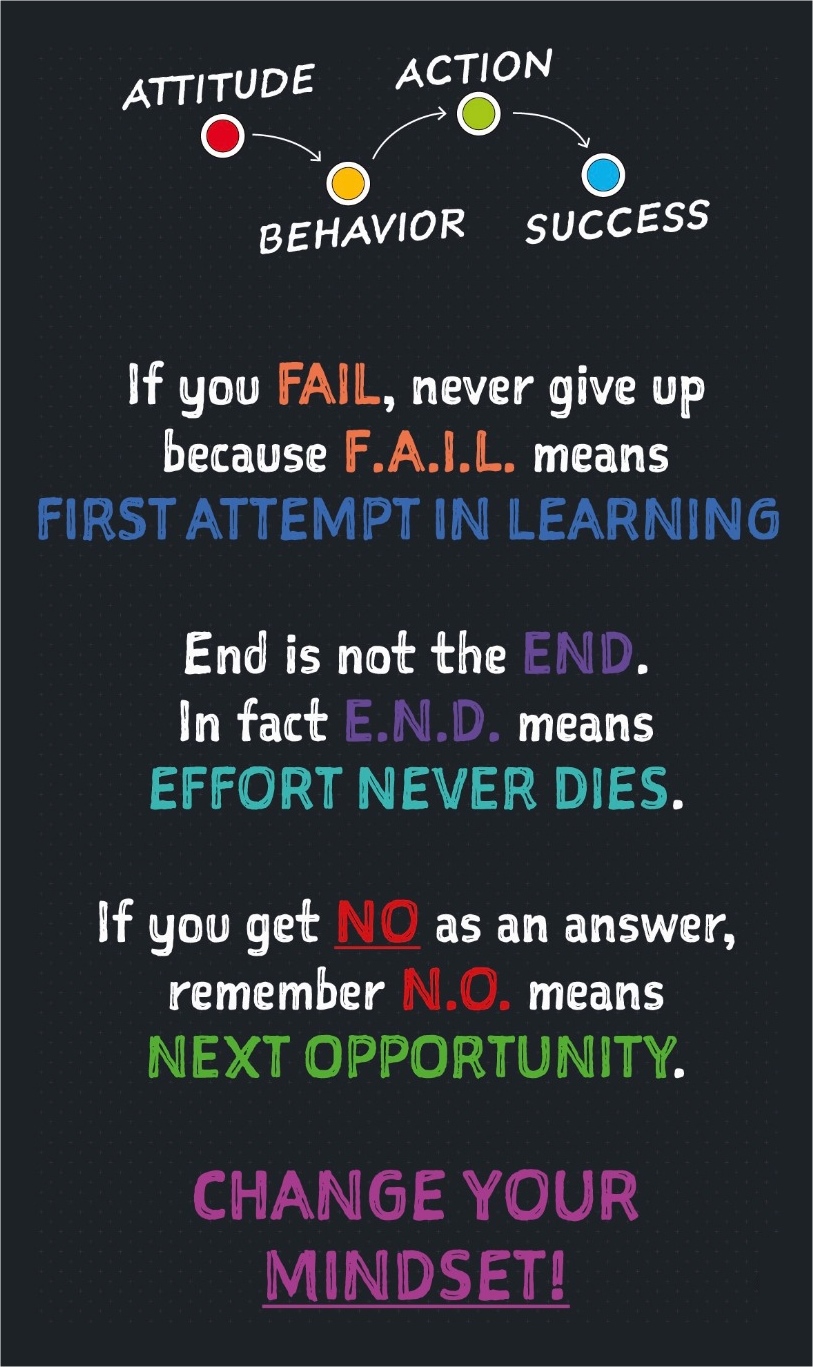 ATTITUDE
ACTION
BEHAVIOR
SUCCESS
If you FAIL, never give up
because F.A.I.L. means
FIRST ATTEMPT IN LEARNING
End is not the END.
In fact E.N.D. means
EFFORT NEVER DIES.
If you get NO as an answer,
remember N.O. means
NEXT OPPORTUNITY.
CHANGE YOUR
MINDSET!